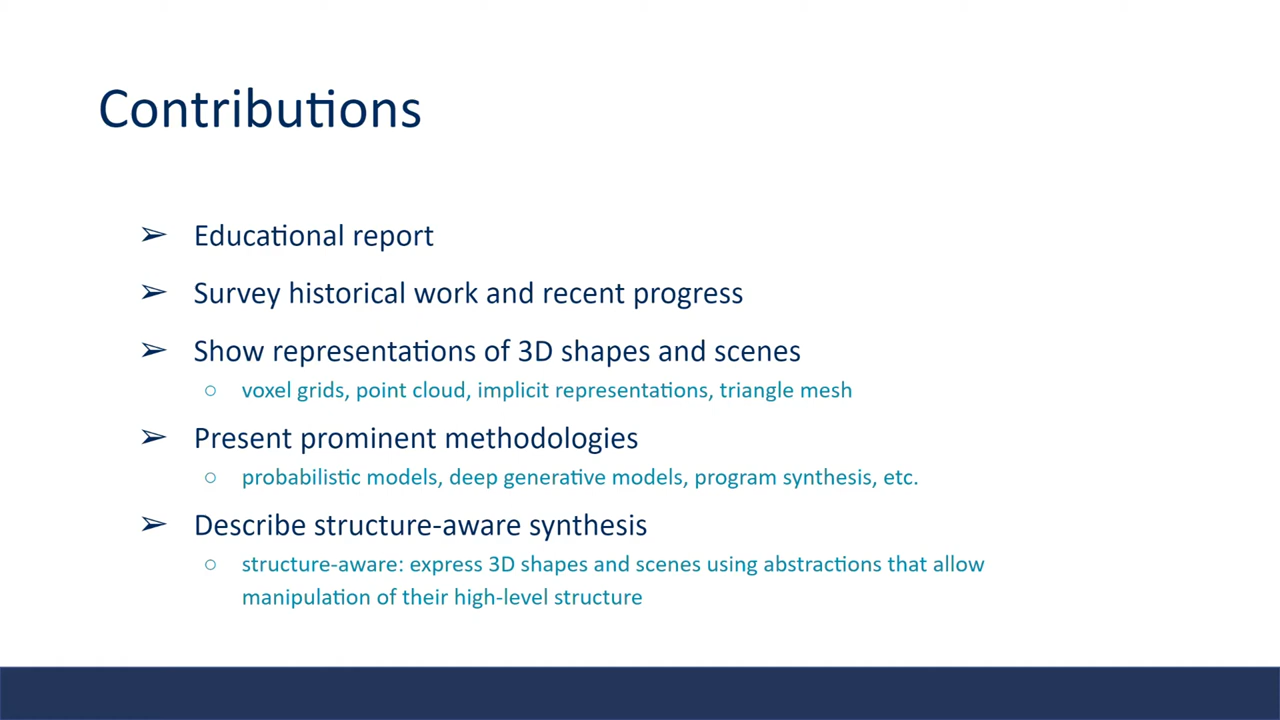 Contributions
➢ Educational report
➢ Survey historical work and recent progress
➢ Show representations of 3D shapes and scenes
○ voxel grids, point cloud, implicit representations, triangle mesh
➢ Present prominent methodologies
○ probabilistic models, deep generative models, program synthesis, etc.
➢ Describe structure-aware synthesis
○ structure-aware: express 3D shapes and scenes using abstractions that allow
manipulation of their high-level structure